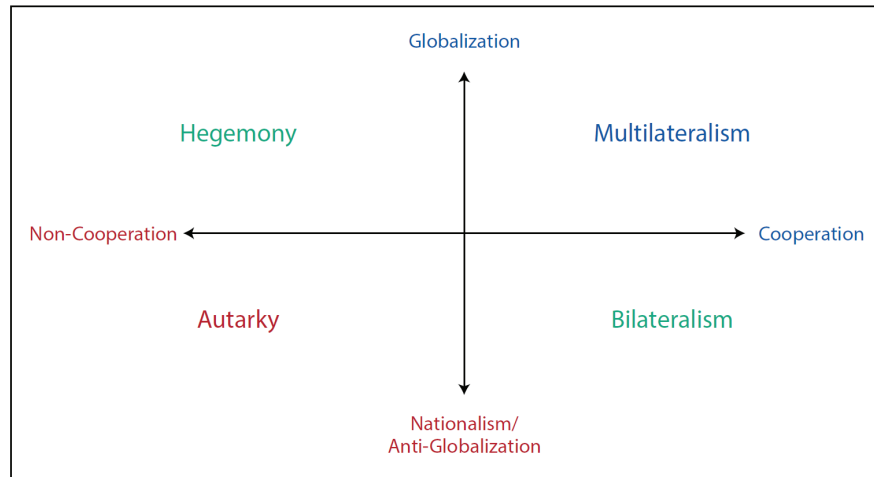 Globalization
Hegemony
Multilateralism
Non-Cooperation
Cooperation
Autarky
Bilateralism
Nationalism/
Anti-Globalization